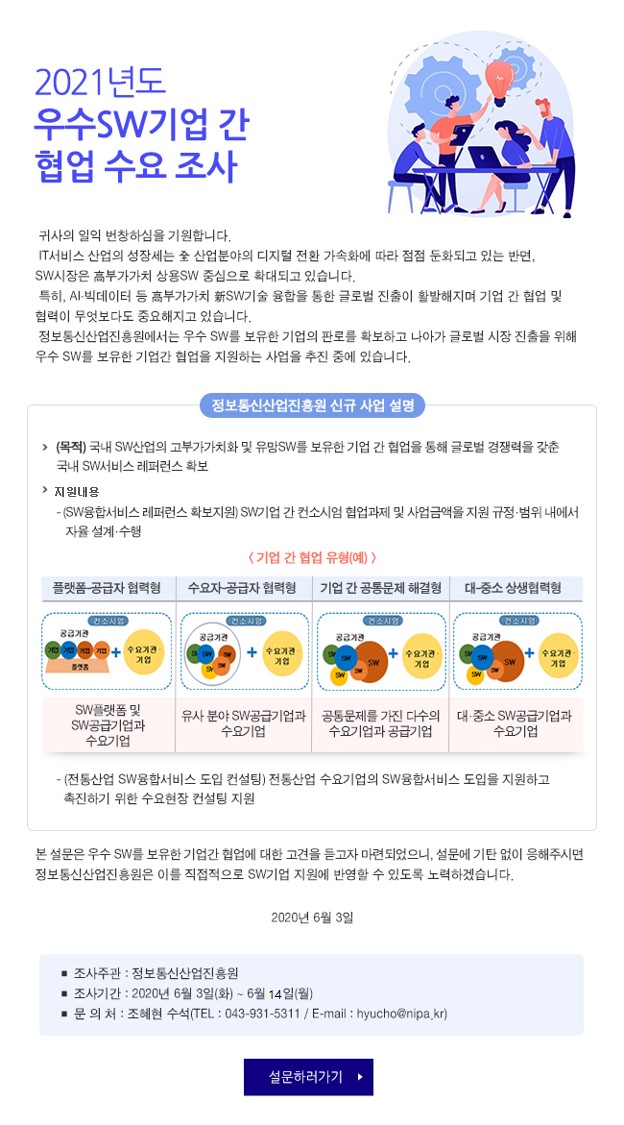 2021년도
우수SW기업 간
협업 수요 조사
귀사의 일익 번창하심을 기원합니다.
IT서비스 산업의 성장세는 全 산업분야의 디지털 전환 가속화에 따라 점점 둔화되고 있는 반면,
SW시장은 高부가가치 상용SW 중심으로 확대되고 있습니다.
특히, AI·빅데이터 등 高부가가치 新SW기술 융합을 통한 글로벌 진출이 활발해지며 기업 간 협업 및
협력이 무엇보다도 중요해지고 있습니다.
정보통신산업진흥원에서는 우수 SW를 보유한 기업의 판로를 확보하고 나아가 글로벌 시장 진출을 위해
우수 SW를 보유한 기업간 협업을 지원하는 사업을 추진 중에 있습니다.
정보통신산업진흥원 신규 사업 설명
› (목적) 국내 SW산업의 고부가가치화 및 유망SW를 보유한 기업 간 협업을 통해 글로벌 경쟁력을 갖춘
국내 SW서비스 레퍼런스 확보
› 지원내용
- (SW융합서비스 레퍼런스 확보지원) SW기업 간 컨소시엄 협업과제 및 사업금액을 지원 규정·범위 내에서
자율 설계·수행
< 기업 간 협업 유형(예) >
플랫폼-공급자 협력형 수요자-공급자 협력형 기업 간 공통문제 해결형 대-중소 상생협력형
컨소시엄 컨소시엄 컨소시엄 컨소시엄
공급기관 공급기관 공급기관 공급기관
기업 기업 기업 기업 + 수요기관·기업 SW SW SW SW SW + 수요기관·기업 SW SW SW SW SW + 수요기관·기업 SW SW SW SW SW + 수요기관·기업
플랫폼
SW플랫폼 및
SW공급기업과
수요기업
유사 분야 SW공급기업과
수요기업
공통문제를 가진 다수의
수요기업과 공급기업
대·중소 SW공급기업과
수요기업
- (전통산업 SW융합서비스 도입 컨설팅) 전통산업 수요기업의 SW융합서비스 도입을 지원하고
촉진하기 위한 수요현장 컨설팅 지원
본 설문은 우수 SW를 보유한 기업간 협업에 대한 고견을 듣고자 마련되었으니, 설문에 기탄 없이 응해주시면
정보통신산업진흥원은 이를 직접적으로 SW기업 지원에 반영할 수 있도록 노력하겠습니다.
2020년 6월 3일
■ 조사주관 : 정보통신산업진흥원
■ 조사기간 : 2020년 6월 3일(화) ~ 6월 14일(월)
■ 문 의 처 : 조혜현 수석(TEL : 043-931-5311 / E-mail : hyucho@nipa.kr)
설문하러가기